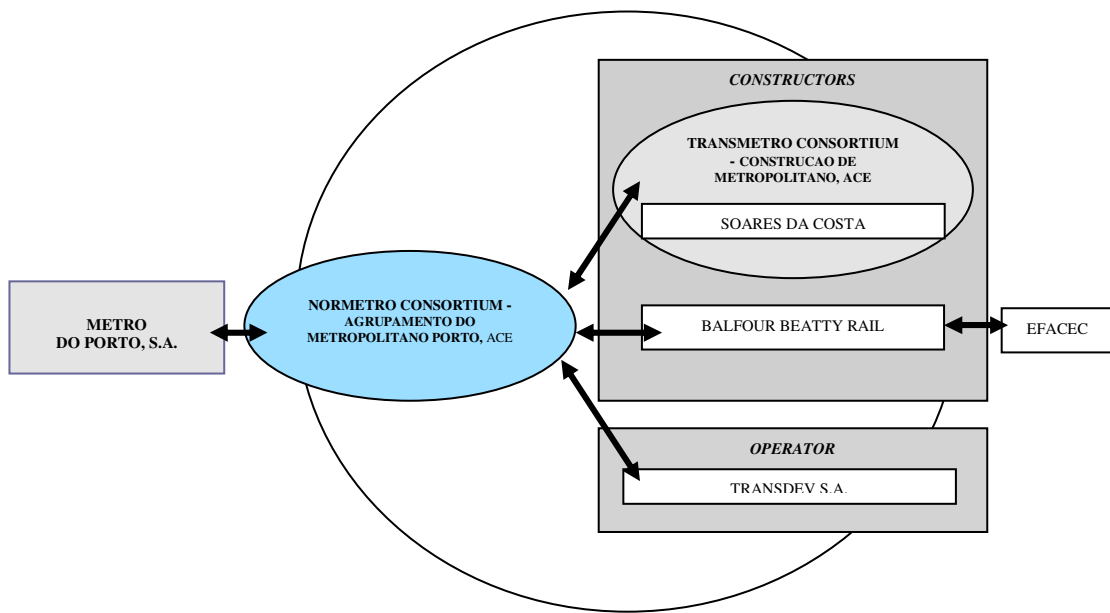 CONSTRUCTORS
TRANSMETRO CONSORTIUM
- CONSTRUCAO DE
METROPOLITANO, ACE
SOARES DA COSTA
NORMETRO CONSORTIUM -
AGRUPAMENTO DO
METROPOLITANO PORTO, ACE
METRO
DO PORTO, S.A.
BALFOUR BEATTY RAIL
EFACEC
OPERATOR
TRANSDEV S.A.